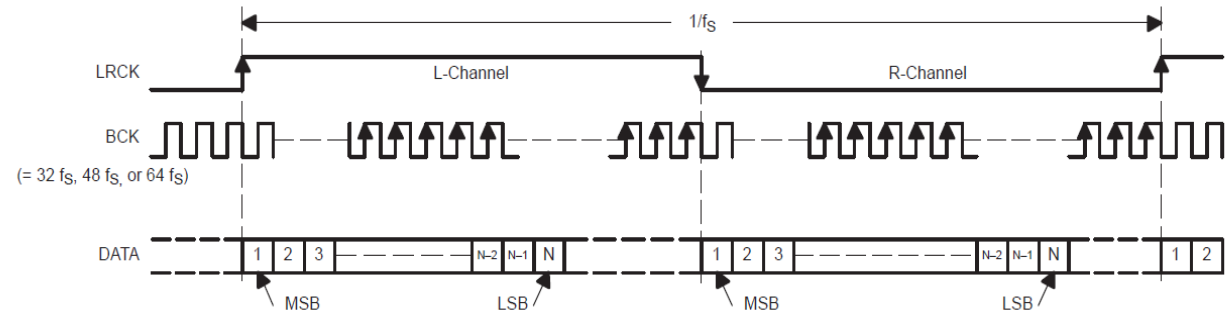 1/fS
LRCK
L-Channel
R-Channel
BCK
(= 32 fS, 48 fS, or 64 fS)
DATA
1 2 3 N–2 N–1 N 1 2 3 N–2 N–1 N 1 2
MSB LSB MSB LSB